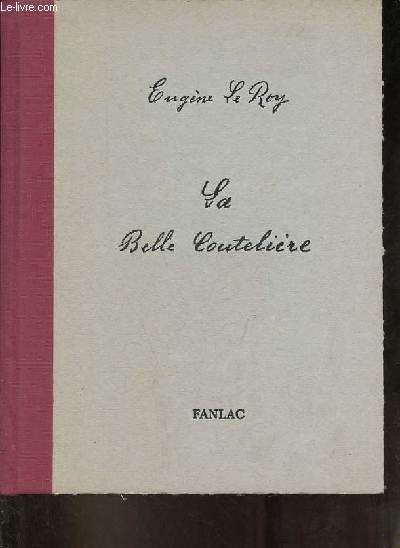 Le-livre.com
Eugène Le Roy
La
Belle Coutelière
FANLAC